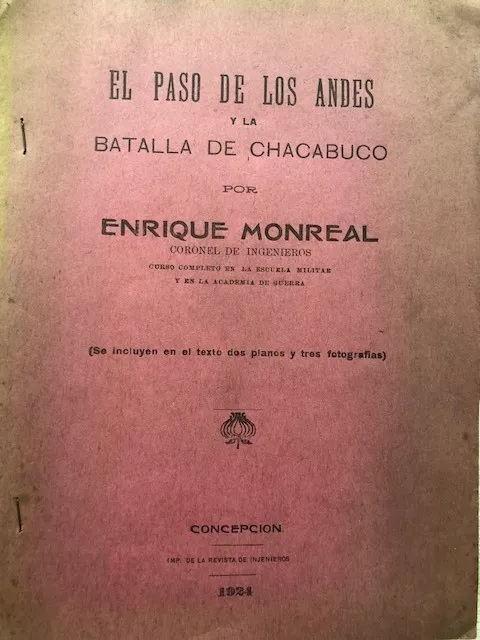 EL PASO DE LOS ANDES
Y LA
BATALLA DE CHACABUCO
POR
ENRIQUE MONREAL
CORONEL DE INGENIEROS
CURSO COMPLETO EN LA ESCUELA MILITAR
Y EN LA ACADEMIA DE GUERRA
(Se incluyen en el texto dos planos y tres fotografías)
CONCEPCION
IMP. DE LA REVISTA DE INJENIEROS
1924